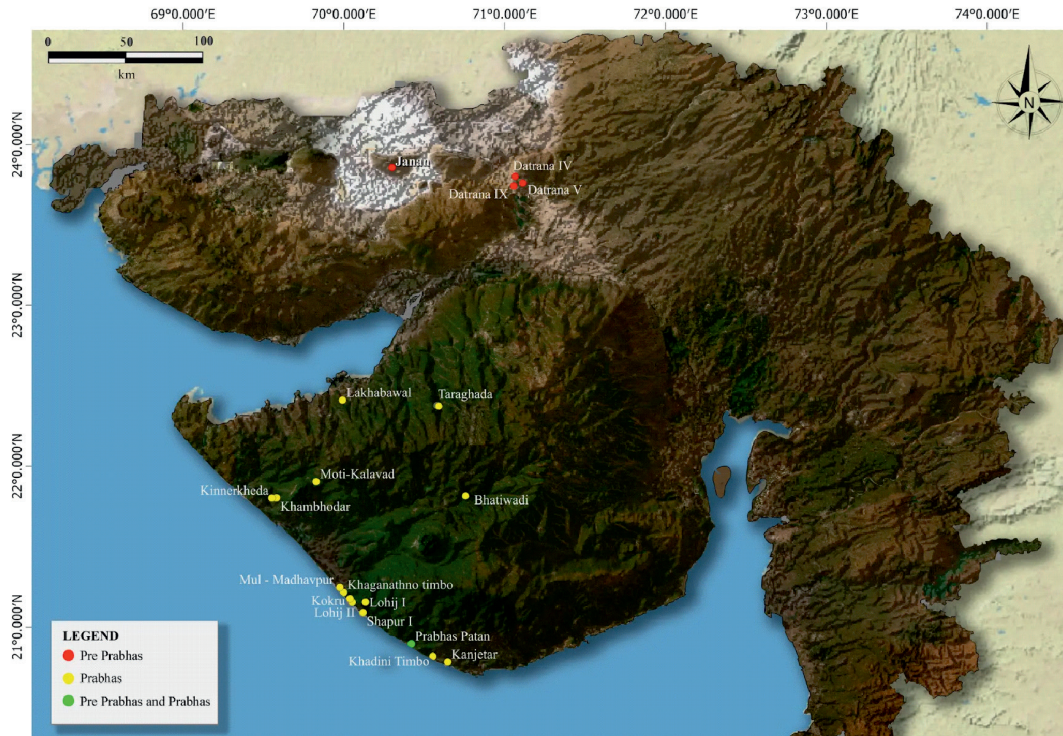 69°0.000'E 70°0.000'E 71°0.000'E 72°0.000'E 73°0.000'E 74°0.000'E
0 50 100
km
N
24°0.000'N
23°0.000'N
22°0.000'N
21°0.000'N
Janan
Datrana IV
Datrana IX
Datrana V
Lakhabawal
Taraghada
Moti-Kalavad
Kinnerkheda
Khambhodar
Bhatiwadi
Mul - Madhavpur
Khaganathno timbo
Kokru
Lohij I
Lohij II
Shapur I
Prabhas Patan
Khadini Timbo
Kanjetar
LEGEND
Pre Prabhas
Prabhas
Pre Prabhas and Prabhas